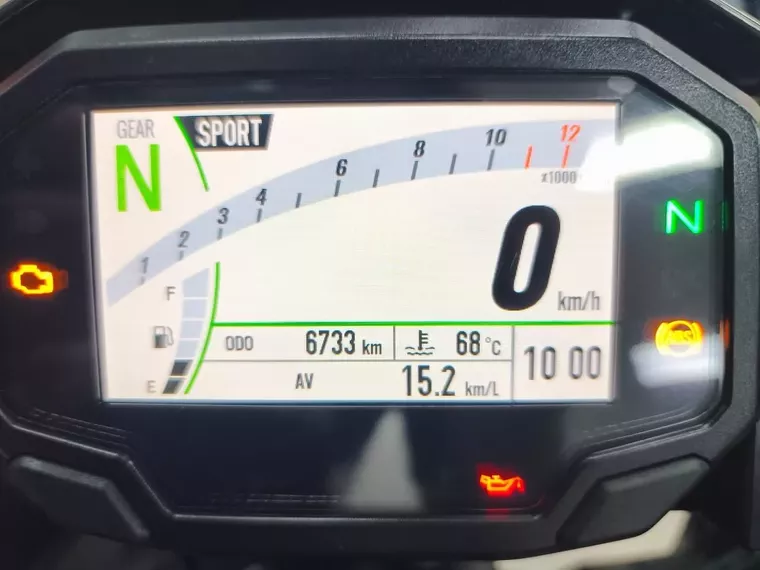 GEAR SPORT
N
1 2 3 4 6 8 10 12
x1000
N
0 km/h
F
ABS
ODO 6733 km 68 °C
E AV 15.2 km/L 10 00